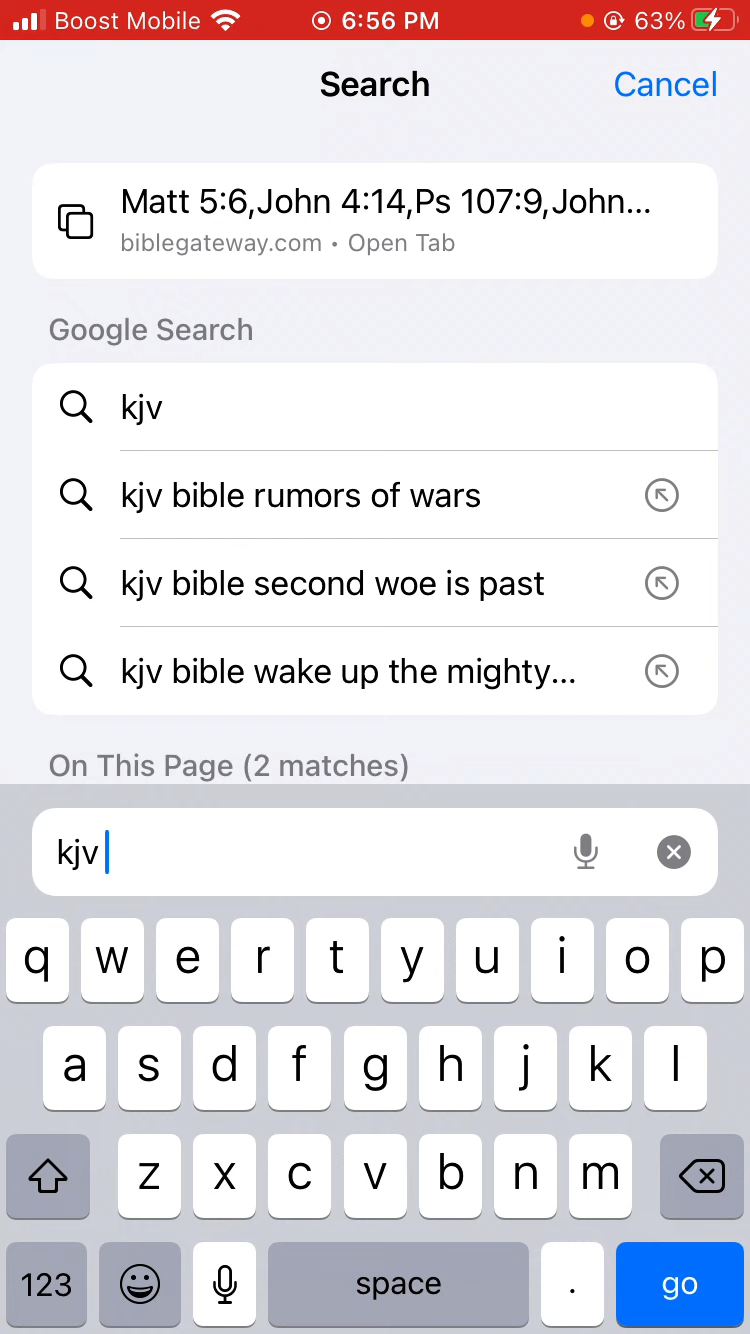 Boost Mobile 6:56 PM 63%
Search Cancel
Matt 5:6,John 4:14,Ps 107:9,John...
biblegateway.com • Open Tab
Google Search
kjv
kjv bible rumors of wars
kjv bible second woe is past
kjv bible wake up the mighty...
On This Page (2 matches)
kjv
q w e r t y u i o p
a s d f g h j k l
z x c v b n m
123 space . go